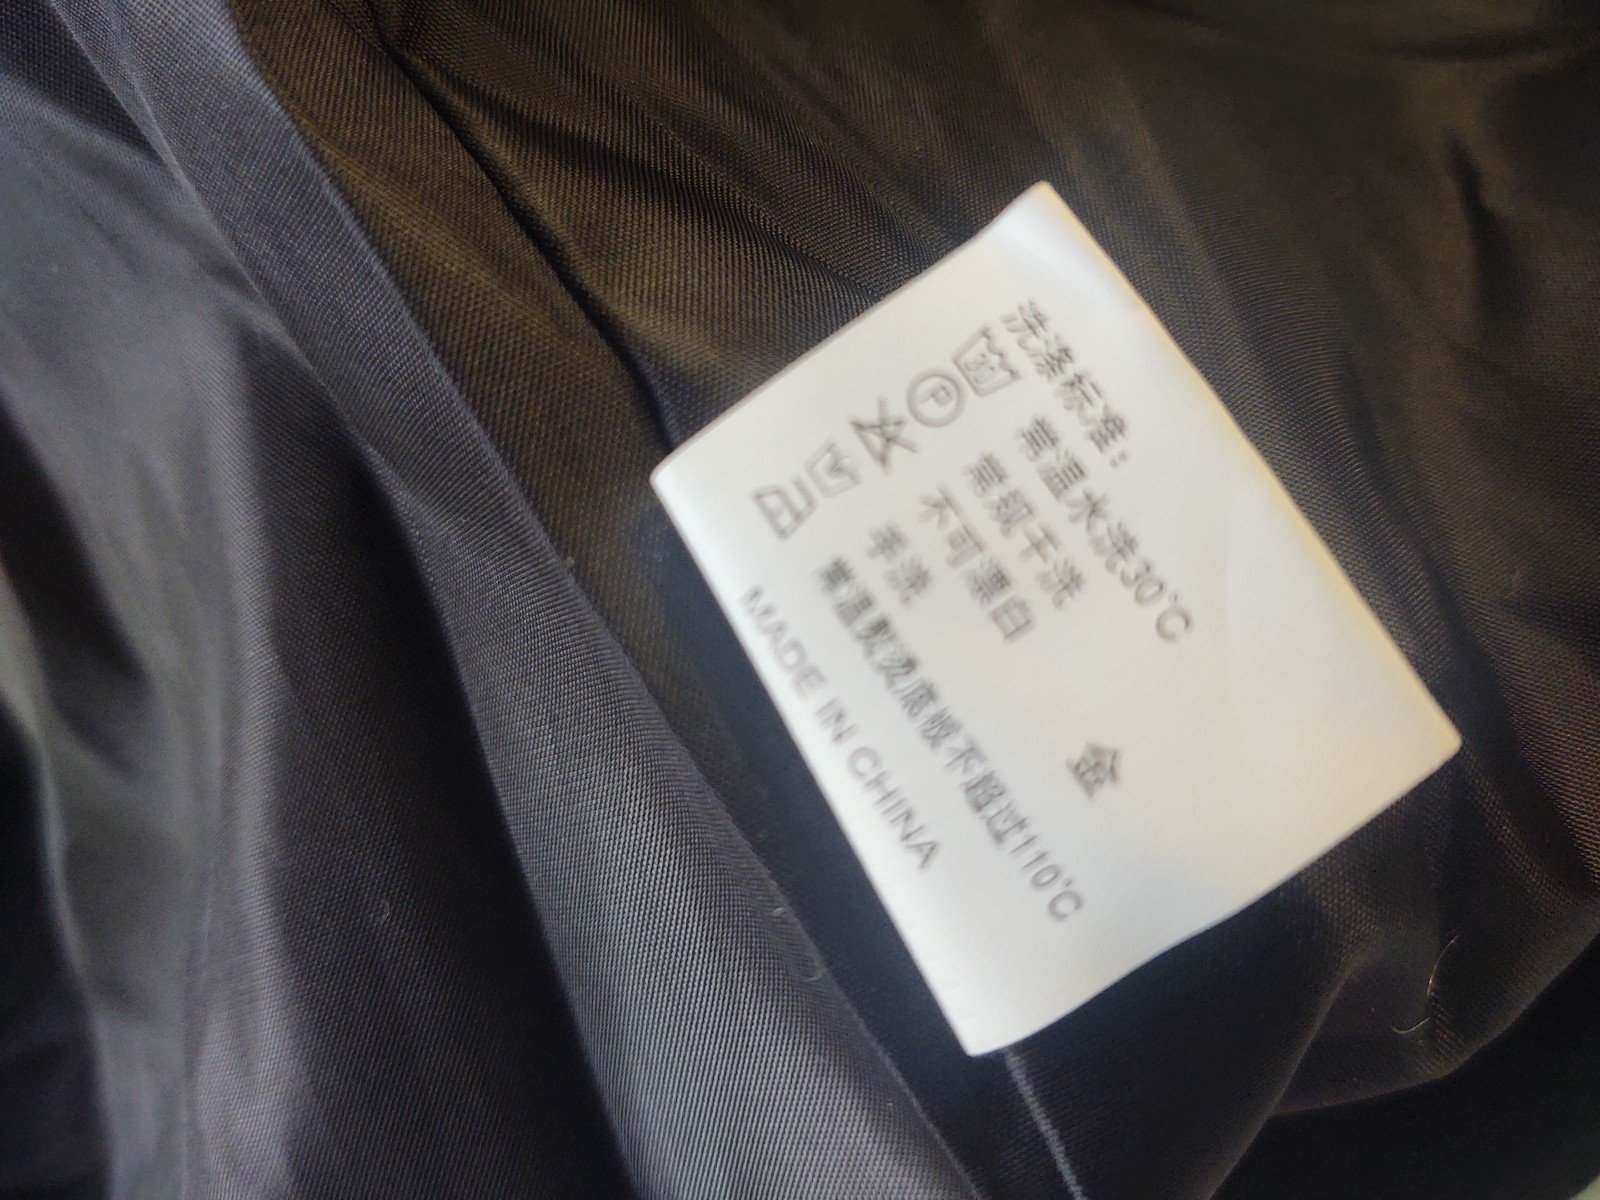 洗涤标准：
30 常温水洗30℃
P 常规干洗
不可漂白
手洗
常温熨烫底板不超过110℃
金
MADE IN CHINA